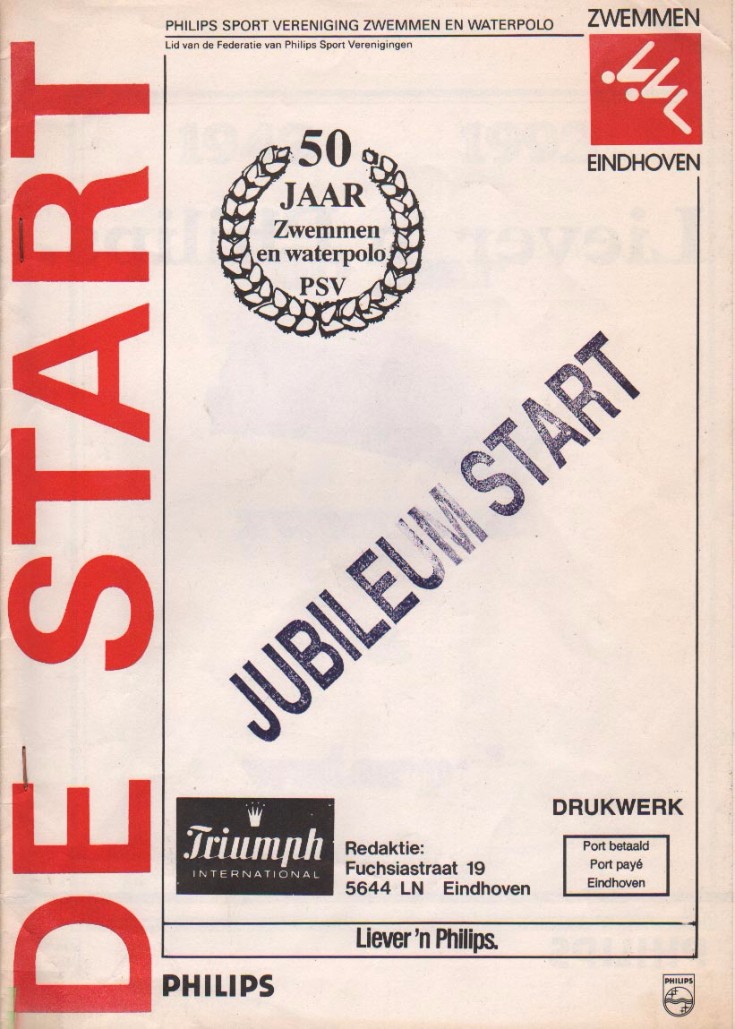 PHILIPS SPORT VERENIGING ZWEMMEN EN WATERPOLO
Lid van de Federatie van Philips Sport Verenigingen
ZWEMMEN
EINDHOVEN
DE START
50
JAAR
Zwemmen
en waterpolo
PSV
JUBILEUM START
Triumph
INTERNATIONAL
Redaktie:
Fuchsiastraat 19
5644 LN Eindhoven
DRUKWERK
Port betaald
Port payé
Eindhoven
Liever 'n Philips.
PHILIPS
PHILIPS